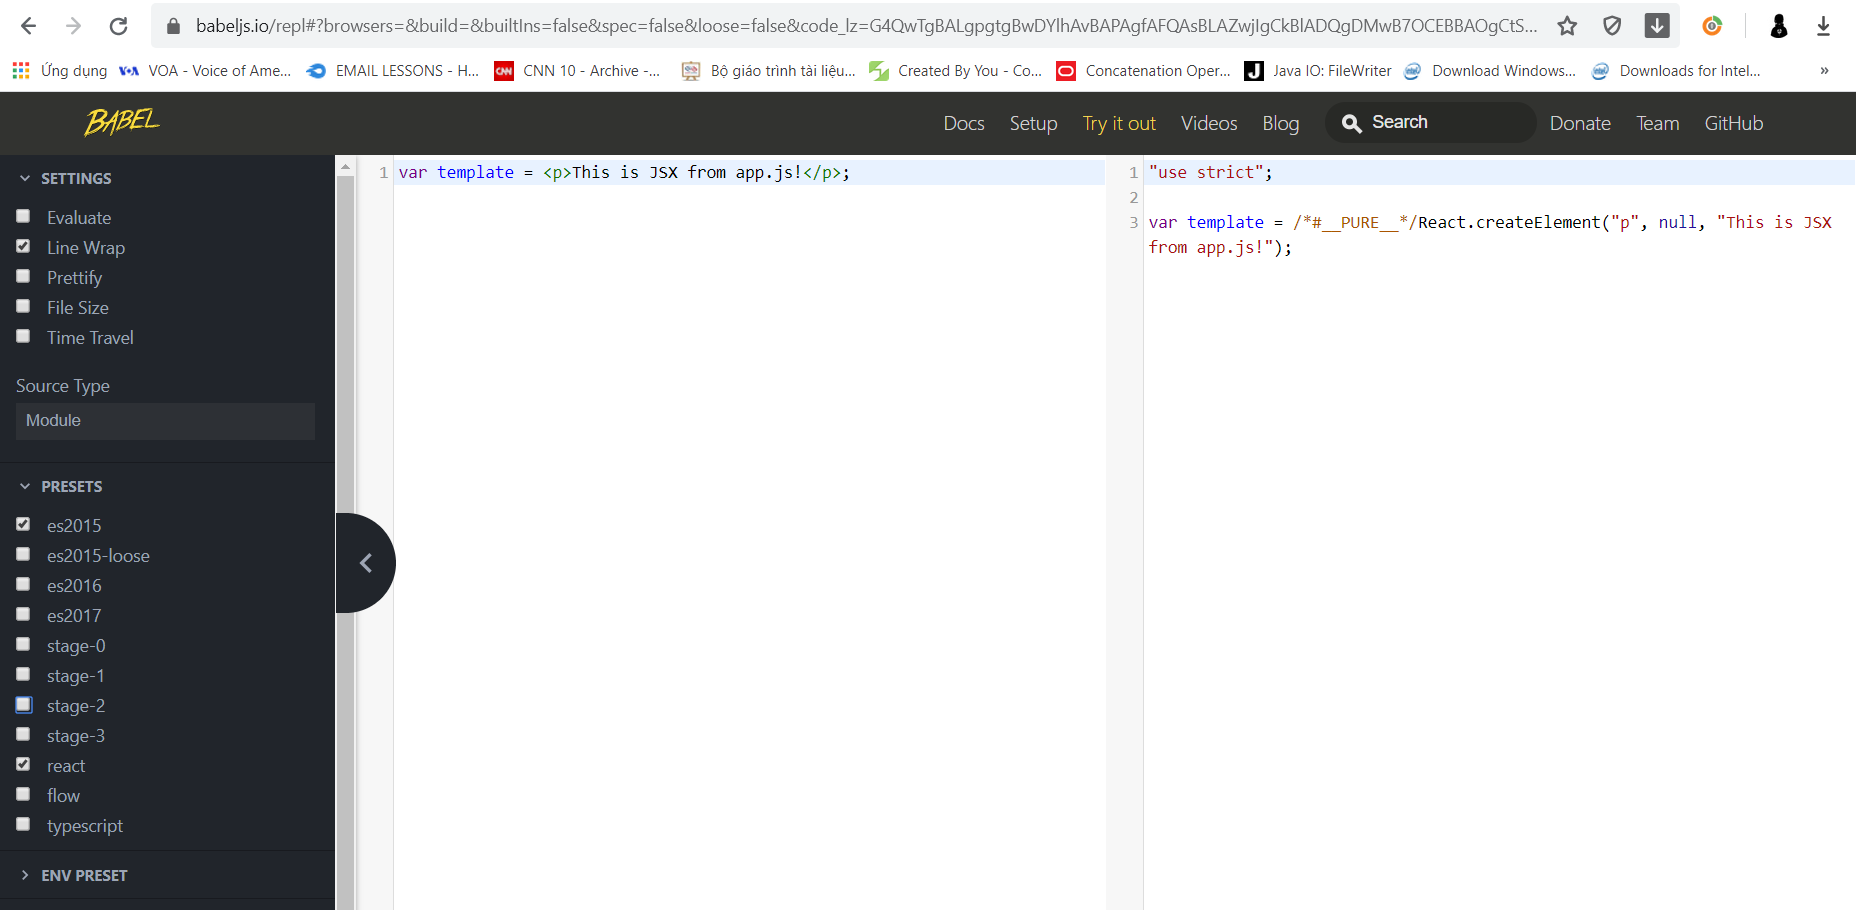 babeljs.io/repl#?browsers=&build=&builtIns=false&spec=false&loose=false&code_lz=G4QwTgBALgpgtgBwDYlhAvBAPAgfAFQAsBLAZwjIgCkBlADQgDMwB7OCEBBAOgCtS...
Ứng dụng VOA - Voice of Ame... EMAIL LESSONS - H... CNN 10 - Archive -... Bộ giáo trình tài liệu... Created By You - Co... Concatenation Oper... Java IO: FileWriter Download Windows... Downloads for Intel... »
BABEL Docs Setup Try it out Videos Blog Search Donate Team GitHub
SETTINGS
Evaluate
Line Wrap
Prettify
File Size
Time Travel
Source Type
Module
PRESETS
es2015
es2015-loose
es2016
es2017
stage-0
stage-1
stage-2
stage-3
react
flow
typescript
ENV PRESET
1 var template = <p>This is JSX from app.js!</p>;
1 "use strict";
2
3 var template = /*#__PURE__*/React.createElement("p", null, "This is JSX
from app.js!");